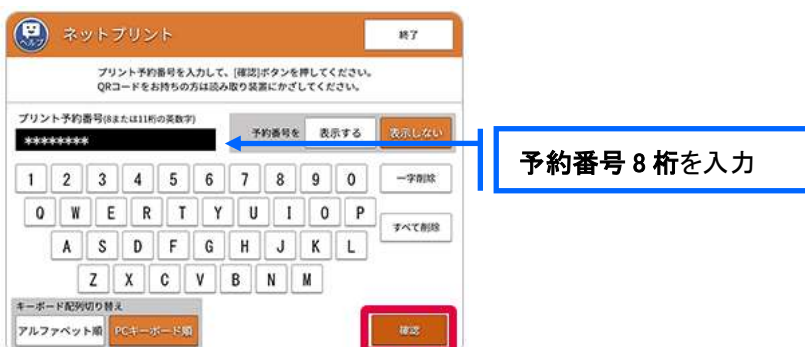 ヘルプ
ネットプリント
終了
プリント予約番号を入力して、[確認]ボタンを押してください。
QRコードをお持ちの方は読み取り装置にかざしてください。
プリント予約番号(8または11桁の英数字)
予約番号を 表示する 表示しない
********
予約番号 8 桁を入力
1 2 3 4 5 6 7 8 9 0 一字削除
Q W E R T Y U I O P
すべて削除
A S D F G H J K L
Z X C V B N M
キーボード配列切り替え
アルファベット順 PCキーボード順
確認